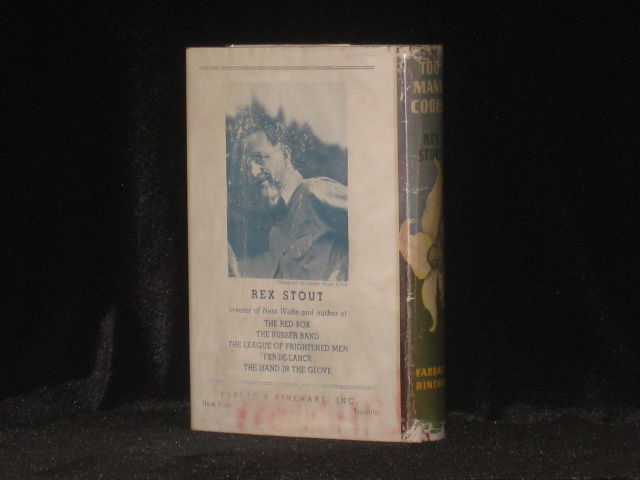 REX STOUT
creator of Nero Wolfe and author of
THE RED BOX
THE RUBBER BAND
THE LEAGUE OF FRIGHTENED MEN
FER-DE-LANCE
THE HAND IN THE GLOVE
FARRAR & RINEHART, INC.
New York
Toronto
TOO
MANY
COOK
REX
STOUT
FARRAR
RINEHA